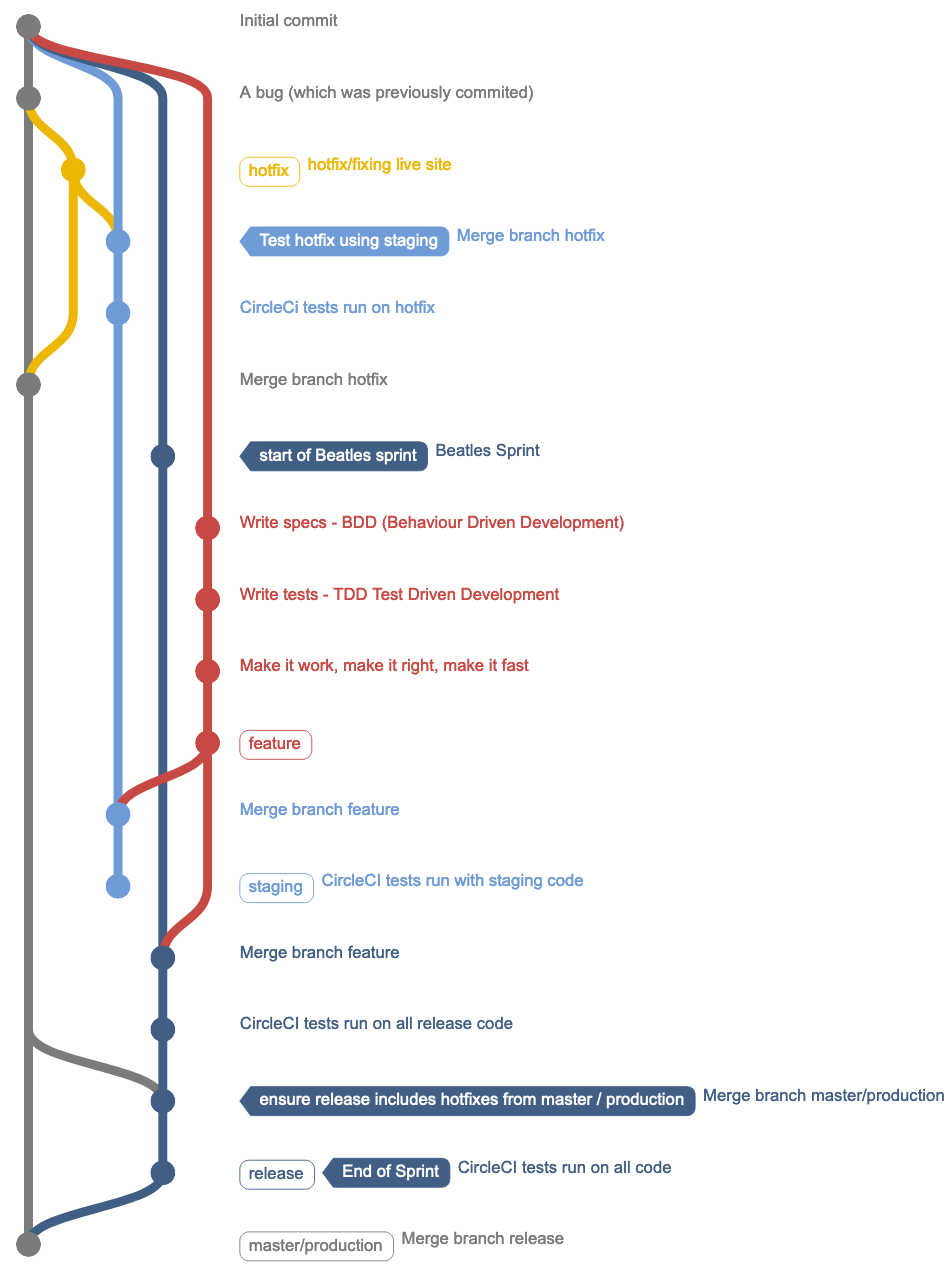 Initial commit
A bug (which was previously commited)
hotfix hotfix/fixing live site
Test hotfix using staging Merge branch hotfix
CircleCi tests run on hotfix
Merge branch hotfix
start of Beatles sprint Beatles Sprint
Write specs - BDD (Behaviour Driven Development)
Write tests - TDD Test Driven Development
Make it work, make it right, make it fast
feature
Merge branch feature
staging CircleCI tests run with staging code
Merge branch feature
CircleCI tests run on all release code
ensure release includes hotfixes from master / production Merge branch master/production
release End of Sprint CircleCI tests run on all code
master/production Merge branch release